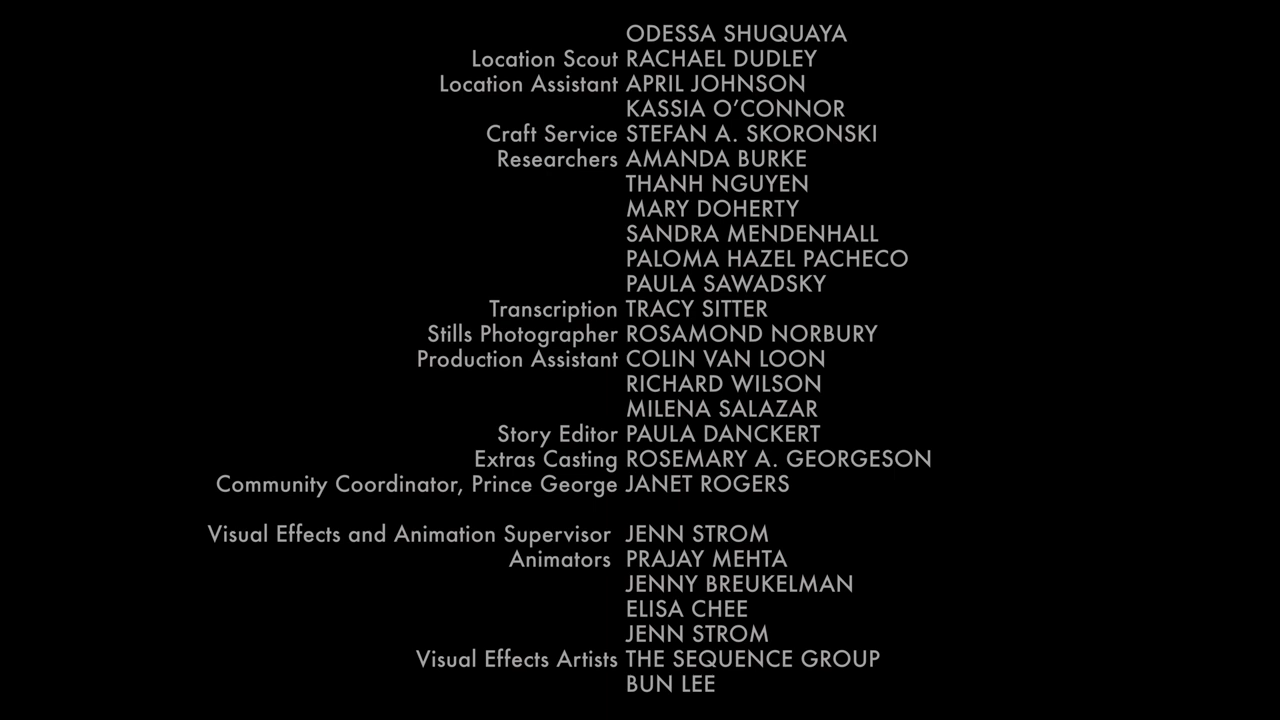 ODESSA SHUQUAYA
Location Scout RACHAEL DUDLEY
Location Assistant APRIL JOHNSON
KASSIA O’CONNOR
Craft Service STEFAN A. SKORONSKI
Researchers AMANDA BURKE
THANH NGUYEN
MARY DOHERTY
SANDRA MENDENHALL
PALOMA HAZEL PACHECO
PAULA SAWADSKY
Transcription TRACY SITTER
Stills Photographer ROSAMOND NORBURY
Production Assistant COLIN VAN LOON
RICHARD WILSON
MILENA SALAZAR
Story Editor PAULA DANCKERT
Extras Casting ROSEMARY A. GEORGESON
Community Coordinator, Prince George JANET ROGERS
Visual Effects and Animation Supervisor JENN STROM
Animators PRAJAY MEHTA
JENNY BREUKELMAN
ELISA CHEE
JENN STROM
Visual Effects Artists THE SEQUENCE GROUP
BUN LEE